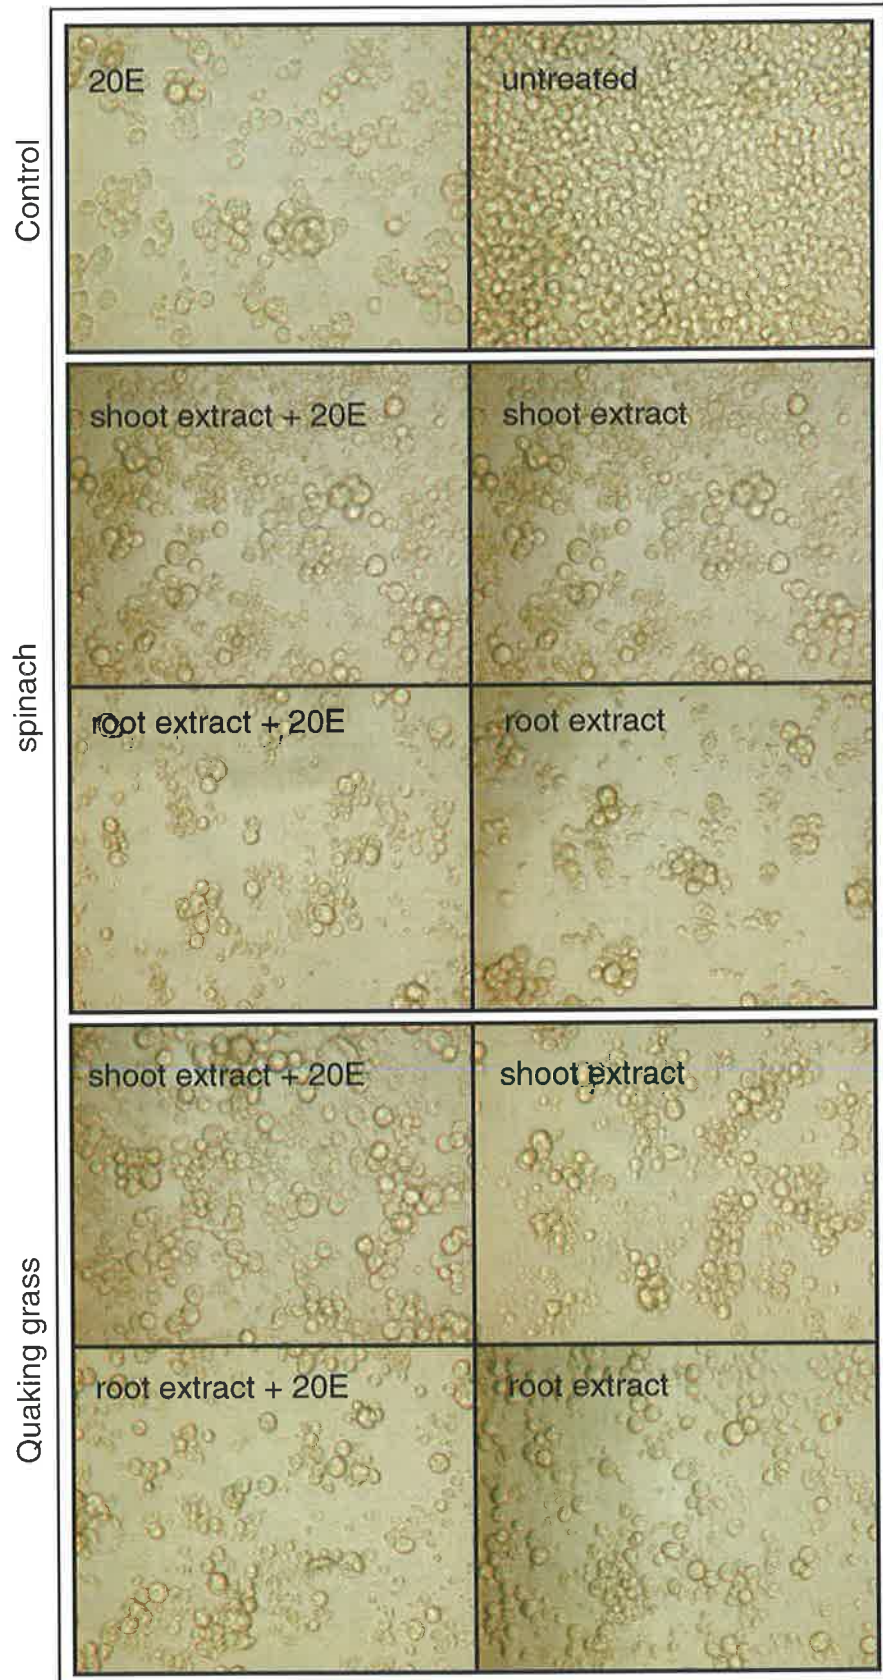 Control
20E
untreated
spinach
shoot extract + 20E
shoot extract
root extract + 20E
root extract
Quaking grass
shoot extract + 20E
shoot extract
root extract + 20E
root extract